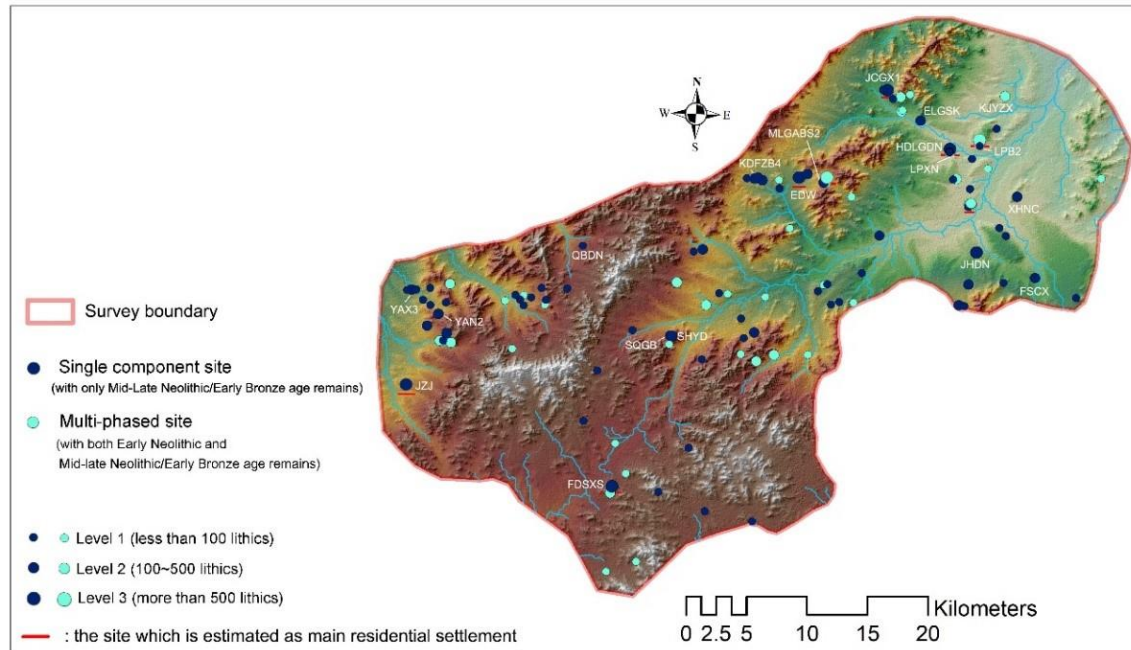 JCGX1
ELGSK
KJYZX
N
W E
S
MLGABS2
HDLGDN
LPB2
LPXN
KDFZB4
EDW
XHNC
QBDN
JHDN
FSCX
YAX3
YAN2
SHYD
SQGB
JZJ
FDSXS
Survey boundary
Single component site
(with only Mid-Late Neolithic/Early Bronze age remains)
Multi-phased site
(with both Early Neolithic and
Mid-late Neolithic/Early Bronze age remains)
Level 1 (less than 100 lithics)
Level 2 (100~500 lithics)
Level 3 (more than 500 lithics)
: the site which is estimated as main residential settlement
Kilometers
0 2.5 5 10 15 20